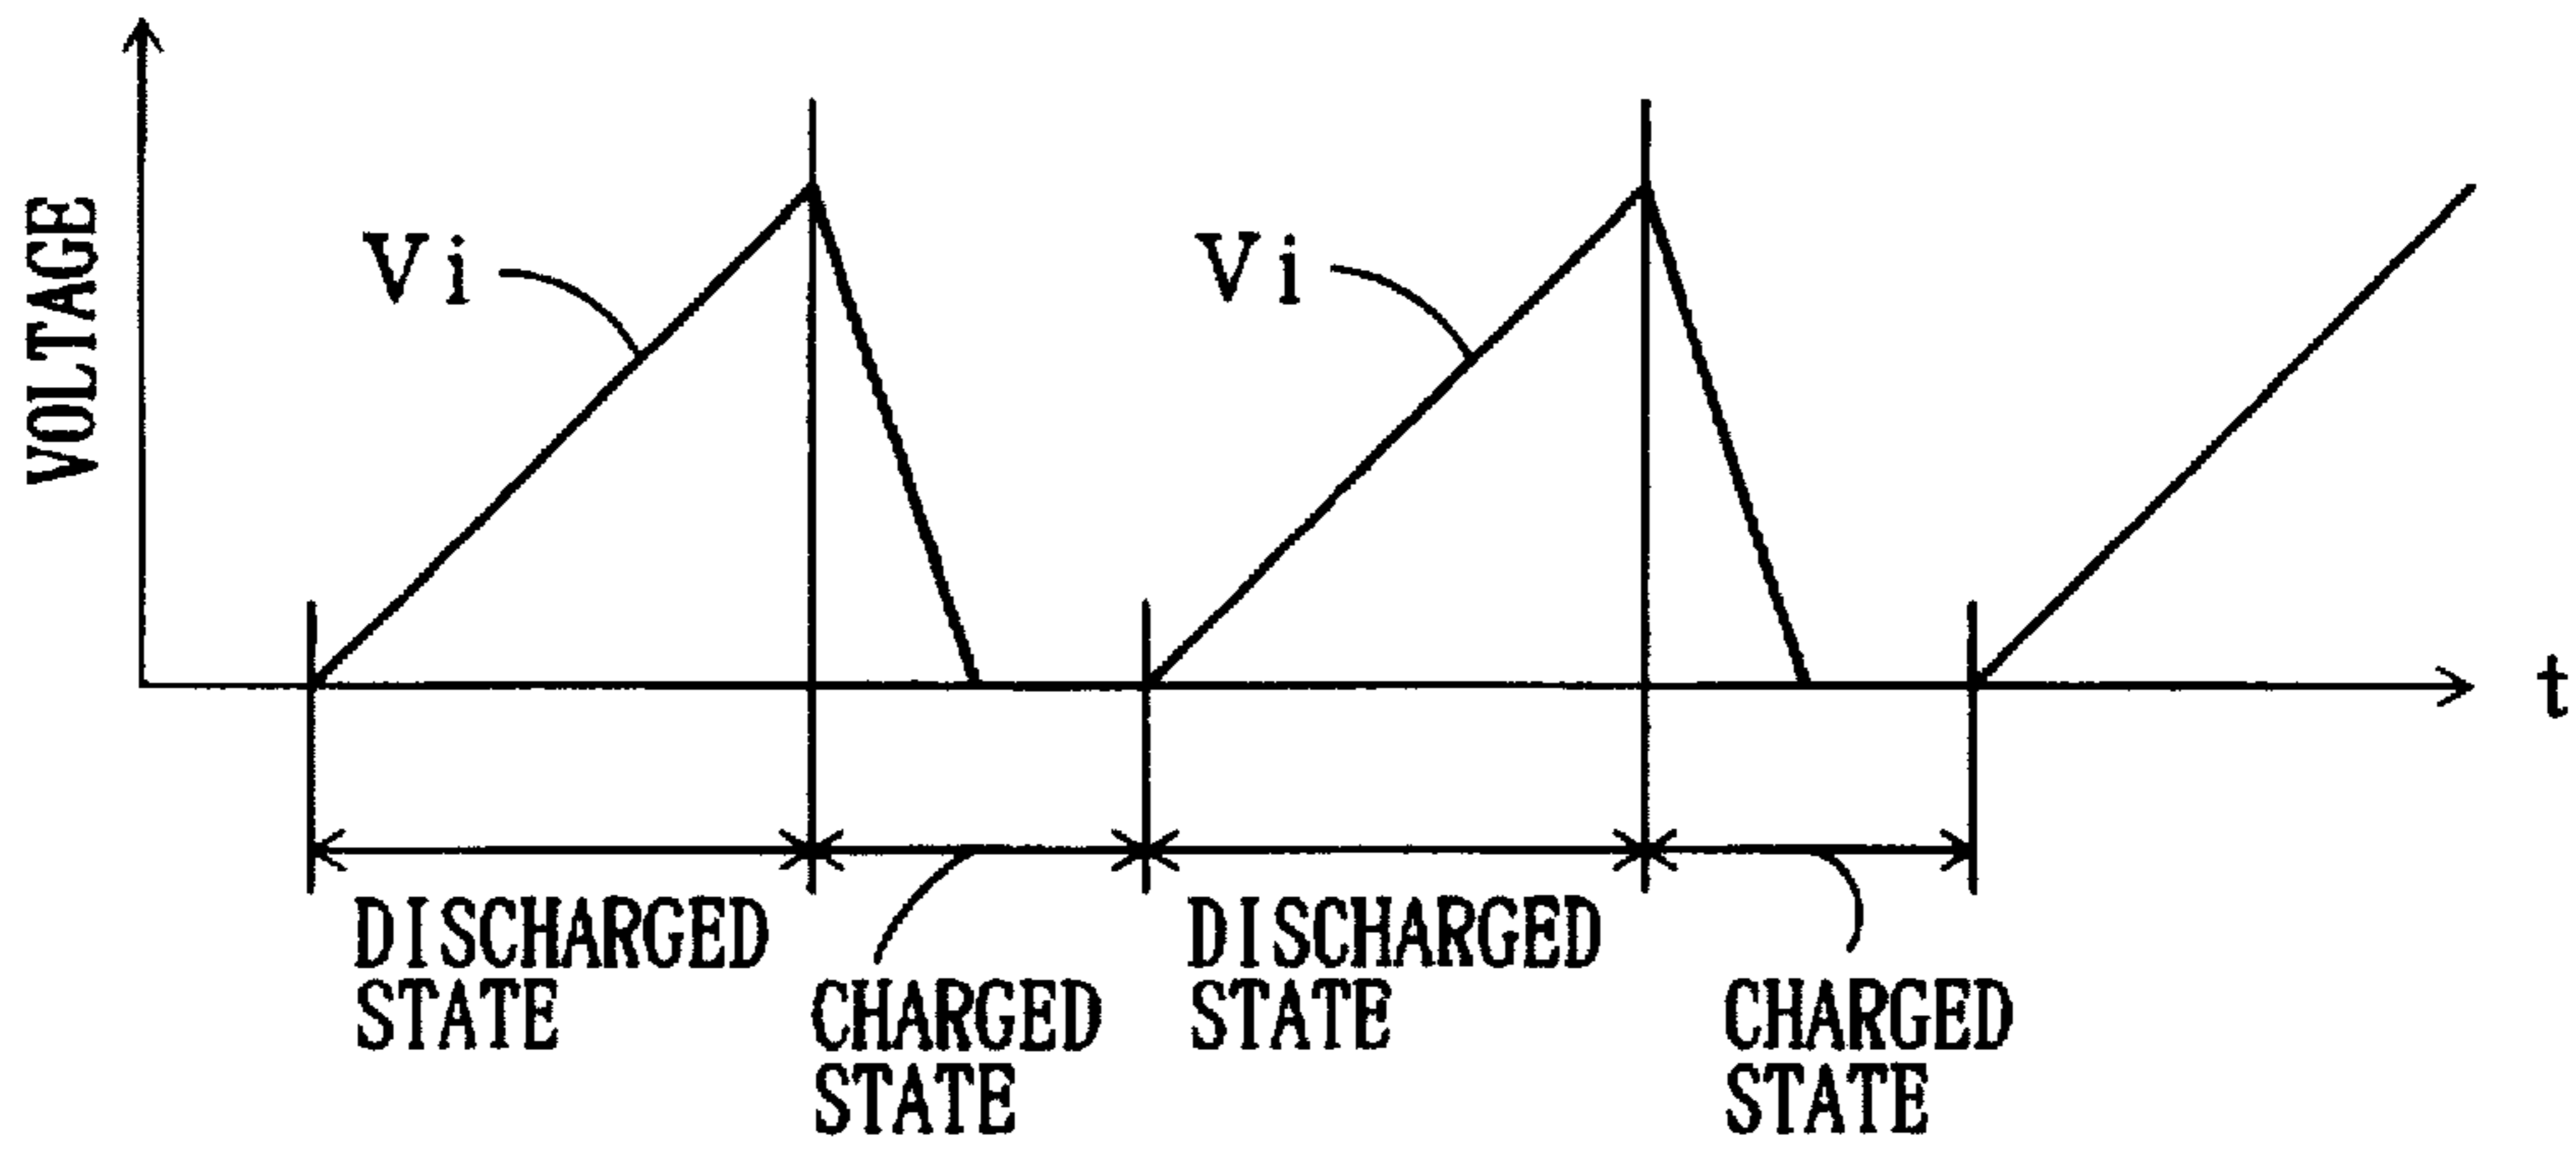 VOLTAGE
Vi
Vi
t
DISCHARGED
STATE
CHARGED
STATE
DISCHARGED
STATE
CHARGED
STATE